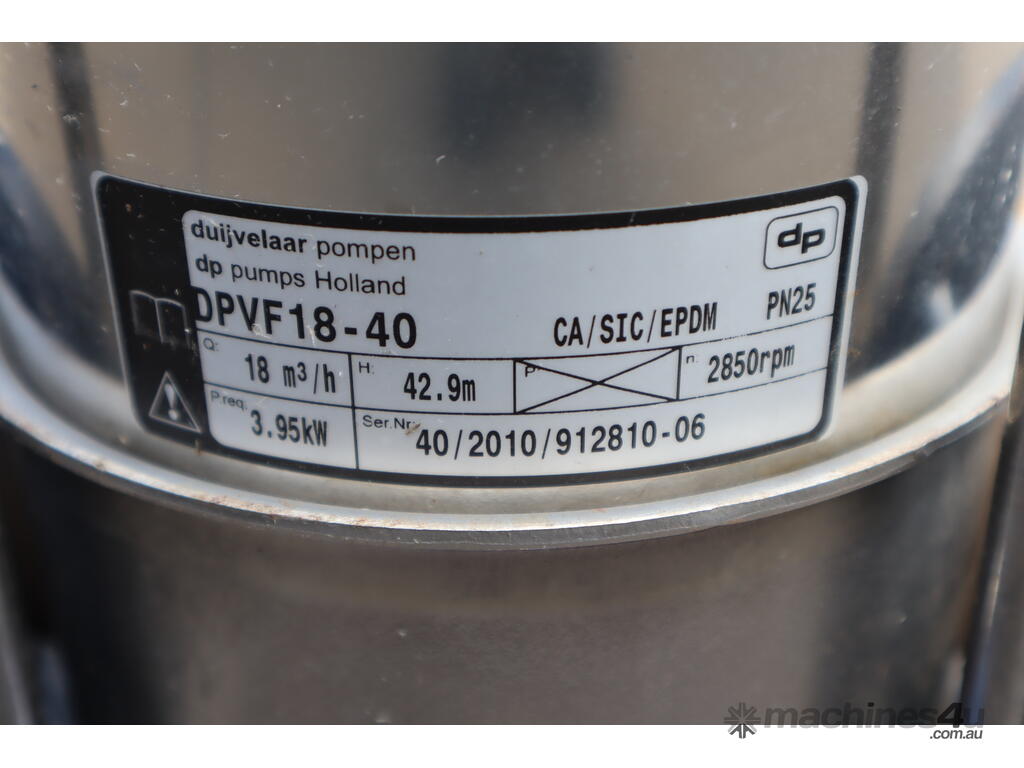 duijvelaar pompen
dp pumps Holland
dp
DPVF18-40 CA/SIC/EPDM PN25
Q: 18 m³/h H: 42.9m P: n: 2850rpm
P.req: 3.95kW Ser.Nr.: 40/2010/912810-06
machines4u
.com.au